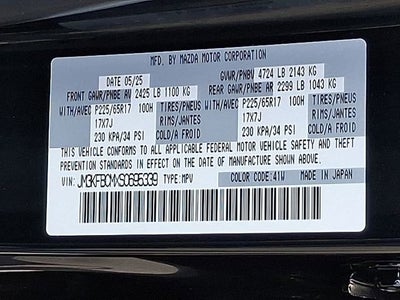 MFD. BY MAZDA MOTOR CORPORATION
DATE 05/25 GVWR/PNBV 4724 LB 2143 KG
FRONT GAWR/PNBE AV 2425 LB 1100 KG REAR GAWR/PNBE AR 2299 LB 1043 KG
WITH/AVEC P225/65R17 100H TIRES/PNEUS WITH/AVEC P225/65R17 100H TIRES/PNEUS
17X7J RIMS/JANTES 17X7J RIMS/JANTES
230 KPA/34 PSI COLD/A FROID 230 KPA/34 PSI COLD/A FROID
THIS VEHICLE CONFORMS TO ALL APPLICABLE FEDERAL MOTOR VEHICLE SAFETY AND THEFT
PREVENTION STANDARDS IN EFFECT ON THE DATE OF MANUFACTURE SHOWN ABOVE.
VIN: JM3KFBCMXS0695339 TYPE:MPV COLOR CODE:41W MADE IN JAPAN